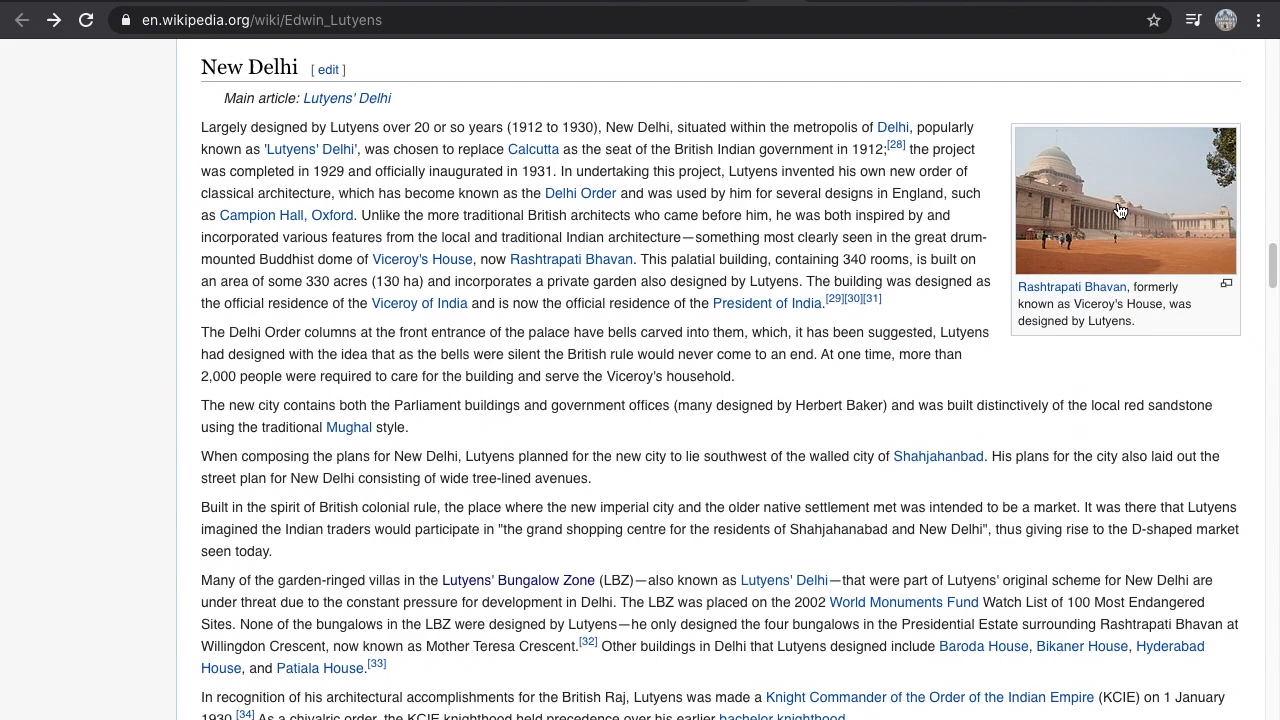 en.wikipedia.org/wiki/Edwin_Lutyens
New Delhi [ edit ]
Main article: Lutyens' Delhi
Largely designed by Lutyens over 20 or so years (1912 to 1930), New Delhi, situated within the metropolis of Delhi, popularly
known as 'Lutyens' Delhi', was chosen to replace Calcutta as the seat of the British Indian government in 1912;[28] the project
was completed in 1929 and officially inaugurated in 1931. In undertaking this project, Lutyens invented his own new order of
classical architecture, which has become known as the Delhi Order and was used by him for several designs in England, such
as Campion Hall, Oxford. Unlike the more traditional British architects who came before him, he was both inspired by and
incorporated various features from the local and traditional Indian architecture—something most clearly seen in the great drum-
mounted Buddhist dome of Viceroy's House, now Rashtrapati Bhavan. This palatial building, containing 340 rooms, is built on
an area of some 330 acres (130 ha) and incorporates a private garden also designed by Lutyens. The building was designed as
the official residence of the Viceroy of India and is now the official residence of the President of India.[29][30][31]
Rashtrapati Bhavan, formerly
known as Viceroy's House, was
designed by Lutyens.
The Delhi Order columns at the front entrance of the palace have bells carved into them, which, it has been suggested, Lutyens
had designed with the idea that as the bells were silent the British rule would never come to an end. At one time, more than
2,000 people were required to care for the building and serve the Viceroy's household.
The new city contains both the Parliament buildings and government offices (many designed by Herbert Baker) and was built distinctively of the local red sandstone
using the traditional Mughal style.
When composing the plans for New Delhi, Lutyens planned for the new city to lie southwest of the walled city of Shahjahanbad. His plans for the city also laid out the
street plan for New Delhi consisting of wide tree-lined avenues.
Built in the spirit of British colonial rule, the place where the new imperial city and the older native settlement met was intended to be a market. It was there that Lutyens
imagined the Indian traders would participate in "the grand shopping centre for the residents of Shahjahanabad and New Delhi", thus giving rise to the D-shaped market
seen today.
Many of the garden-ringed villas in the Lutyens' Bungalow Zone (LBZ)—also known as Lutyens' Delhi—that were part of Lutyens' original scheme for New Delhi are
under threat due to the constant pressure for development in Delhi. The LBZ was placed on the 2002 World Monuments Fund Watch List of 100 Most Endangered
Sites. None of the bungalows in the LBZ were designed by Lutyens—he only designed the four bungalows in the Presidential Estate surrounding Rashtrapati Bhavan at
Willingdon Crescent, now known as Mother Teresa Crescent.[32] Other buildings in Delhi that Lutyens designed include Baroda House, Bikaner House, Hyderabad
House, and Patiala House.[33]
In recognition of his architectural accomplishments for the British Raj, Lutyens was made a Knight Commander of the Order of the Indian Empire (KCIE) on 1 January
1930.[34] As a chivalric order, the KCIE knighthood held precedence over his earlier bachelor knighthood.